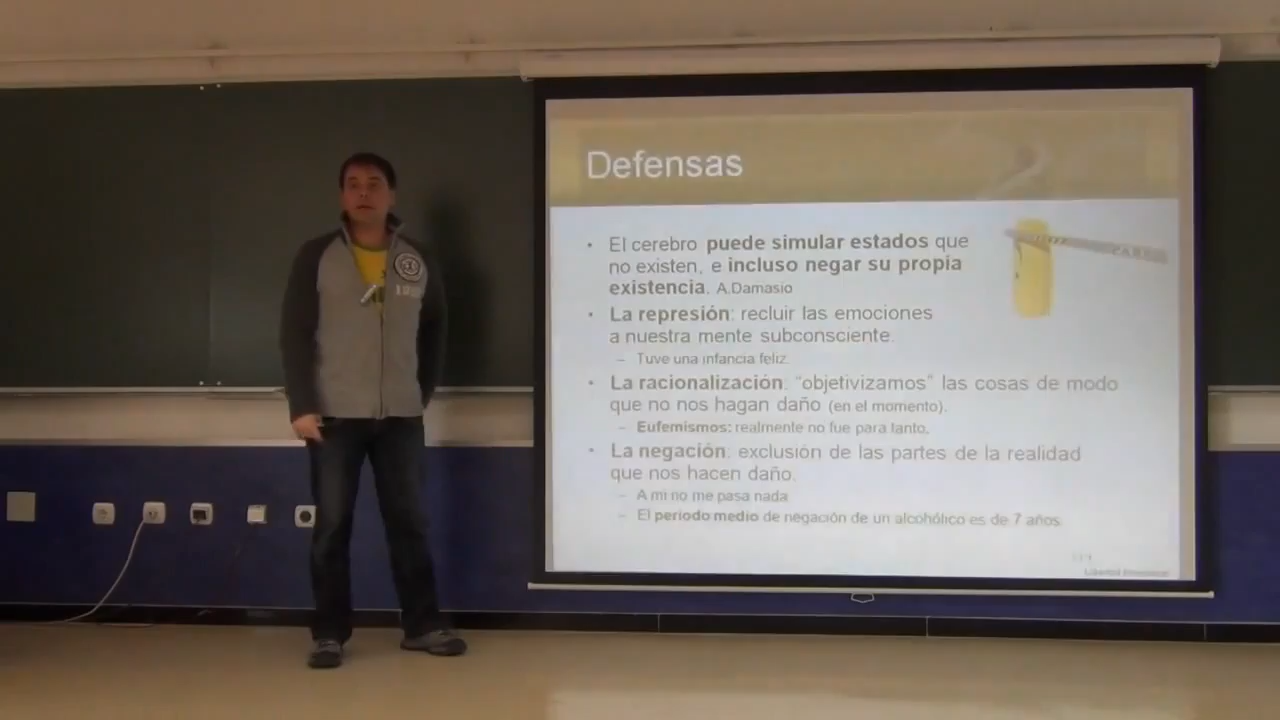 Defensas
• El cerebro puede simular estados que
no existen, e incluso negar su propia
existencia. A.Damasio
• La represión: recluir las emociones
a nuestra mente subconsciente.
– Tuve una infancia feliz.
• La racionalización: "objetivizamos" las cosas de modo
que no nos hagan daño (en el momento).
– Eufemismos: realmente no fue para tanto.
• La negación: exclusión de las partes de la realidad
que nos hacen daño.
– A mi no me pasa nada
– El periodo medio de negación de un alcohólico es de 7 años.
Libertad Emocional